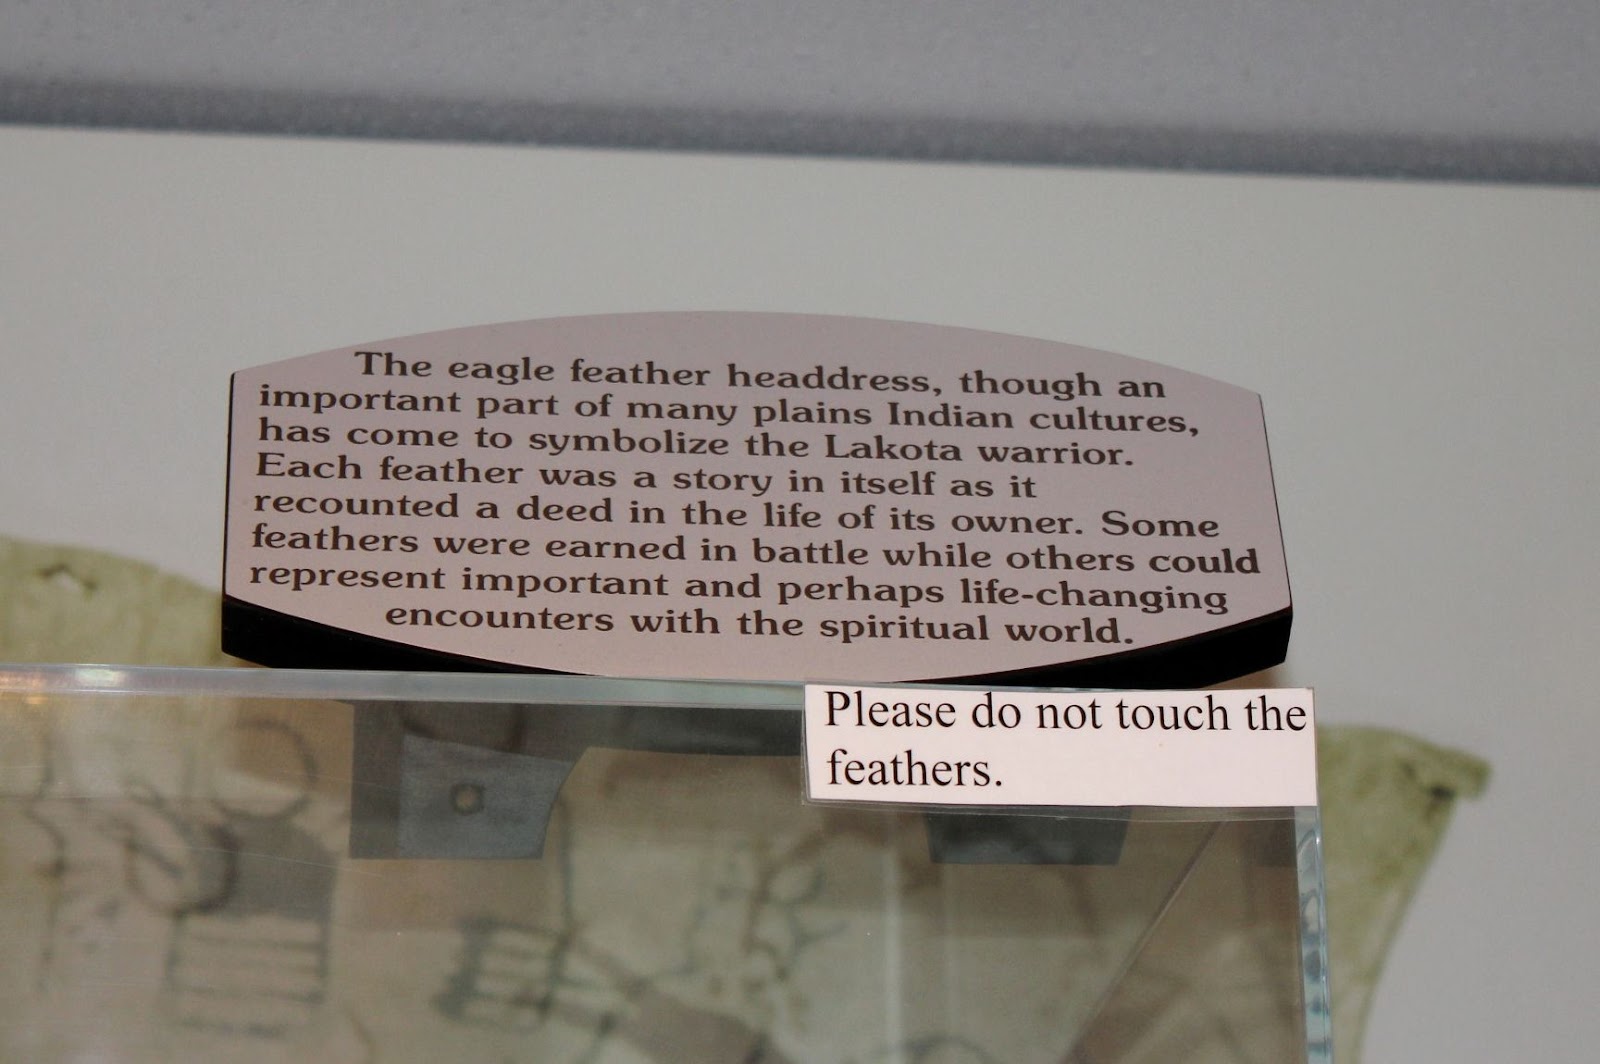 The eagle feather headdress, though an
important part of many plains Indian cultures,
has come to symbolize the Lakota warrior.
Each feather was a story in itself as it
recounted a deed in the life of its owner. Some
feathers were earned in battle while others could
represent important and perhaps life-changing
encounters with the spiritual world.
Please do not touch the
feathers.